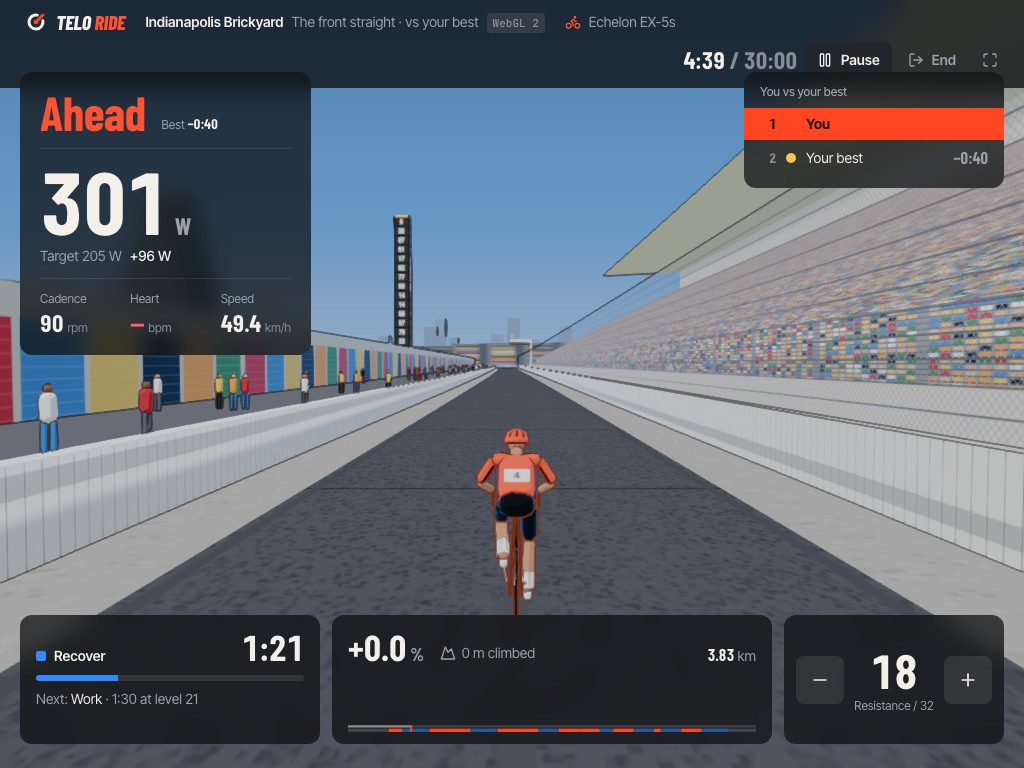 TELO RIDE Indianapolis Brickyard The front straight · vs your best WebGL 2 Echelon EX-5s
4:39 / 30:00 Pause End
Ahead Best −0:40
301 W
Target 205 W +96 W
Cadence Heart Speed
90 rpm — bpm 49.4 km/h
You vs your best
1 You
2 Your best −0:40
4
Recover 1:21
Next: Work · 1:30 at level 21
+0.0 % 0 m climbed 3.83 km
− 18 +
Resistance / 32